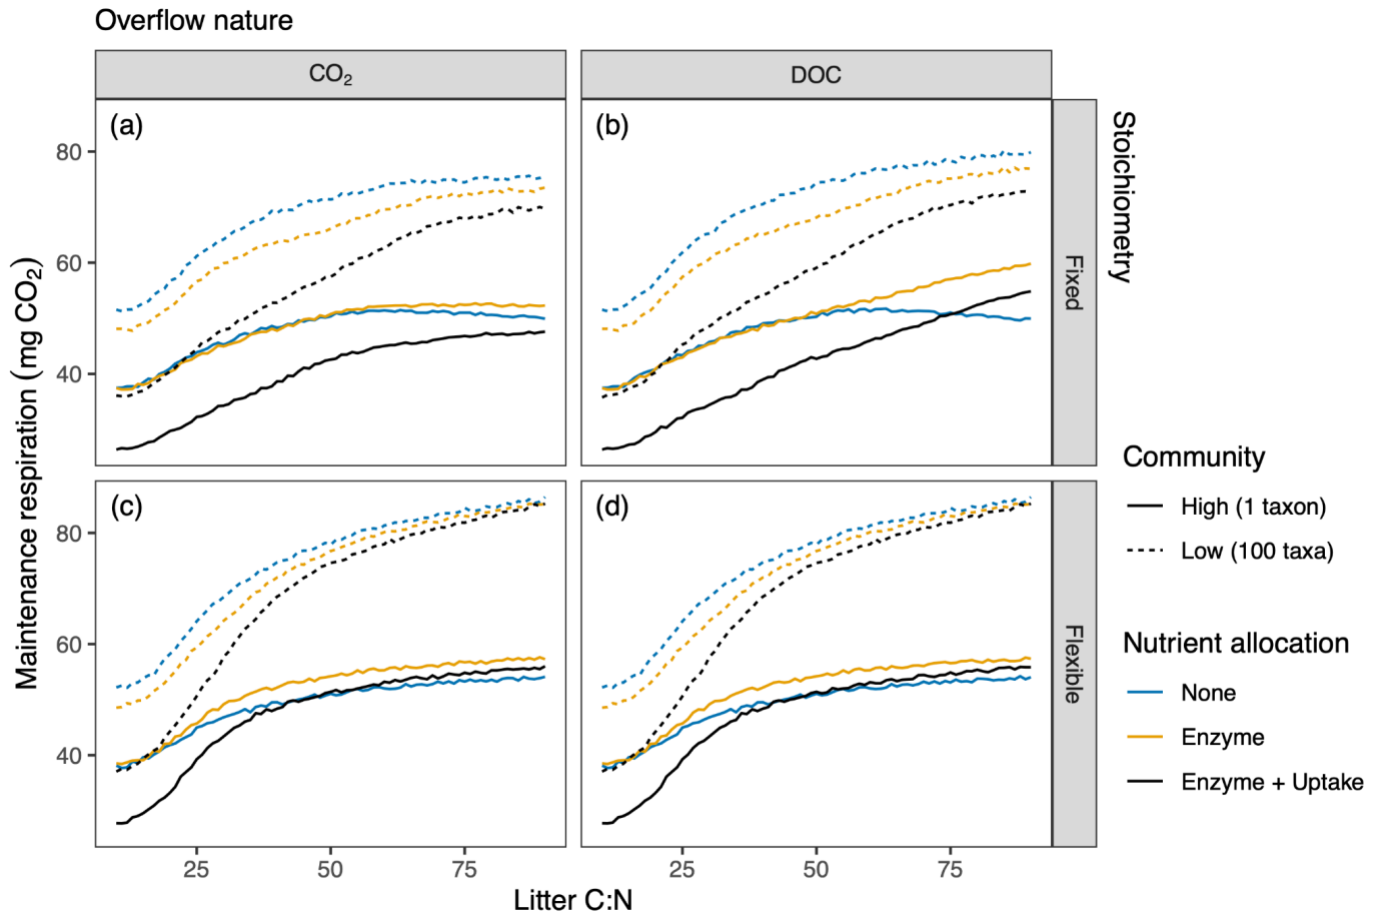 Overflow nature
CO₂
DOC
(a)
(b)
80
60
40
Fixed
Stoichiometry
Maintenance respiration (mg CO₂)
(c)
(d)
80
60
40
Flexible
25
50
75
25
50
75
Litter C:N
Community
High (1 taxon)
Low (100 taxa)
Nutrient allocation
None
Enzyme
Enzyme + Uptake